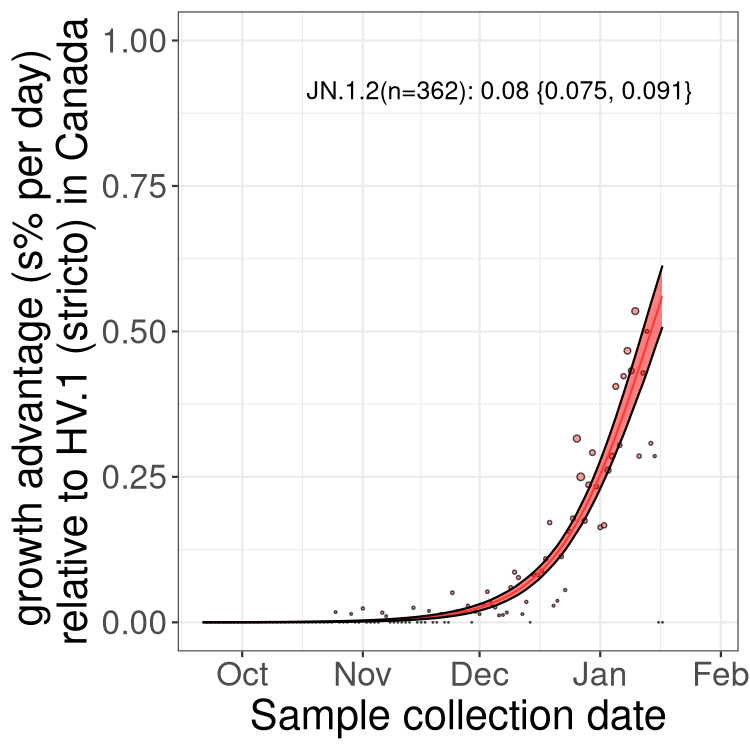 growth advantage (s% per day)
relative to HV.1 (stricto) in Canada
1.00
0.75
0.50
0.25
0.00
JN.1.2(n=362): 0.08 {0.075, 0.091}
Oct Nov Dec Jan Feb
Sample collection date